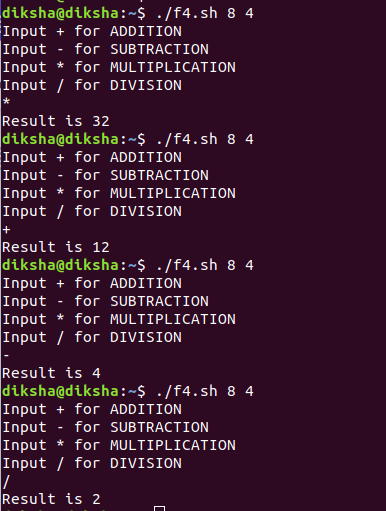 diksha@diksha:~$ ./f4.sh 8 4
Input + for ADDITION
Input - for SUBTRACTION
Input * for MULTIPLICATION
Input / for DIVISION
*
Result is 32
diksha@diksha:~$ ./f4.sh 8 4
Input + for ADDITION
Input - for SUBTRACTION
Input * for MULTIPLICATION
Input / for DIVISION
+
Result is 12
diksha@diksha:~$ ./f4.sh 8 4
Input + for ADDITION
Input - for SUBTRACTION
Input * for MULTIPLICATION
Input / for DIVISION
-
Result is 4
diksha@diksha:~$ ./f4.sh 8 4
Input + for ADDITION
Input - for SUBTRACTION
Input * for MULTIPLICATION
Input / for DIVISION
/
Result is 2